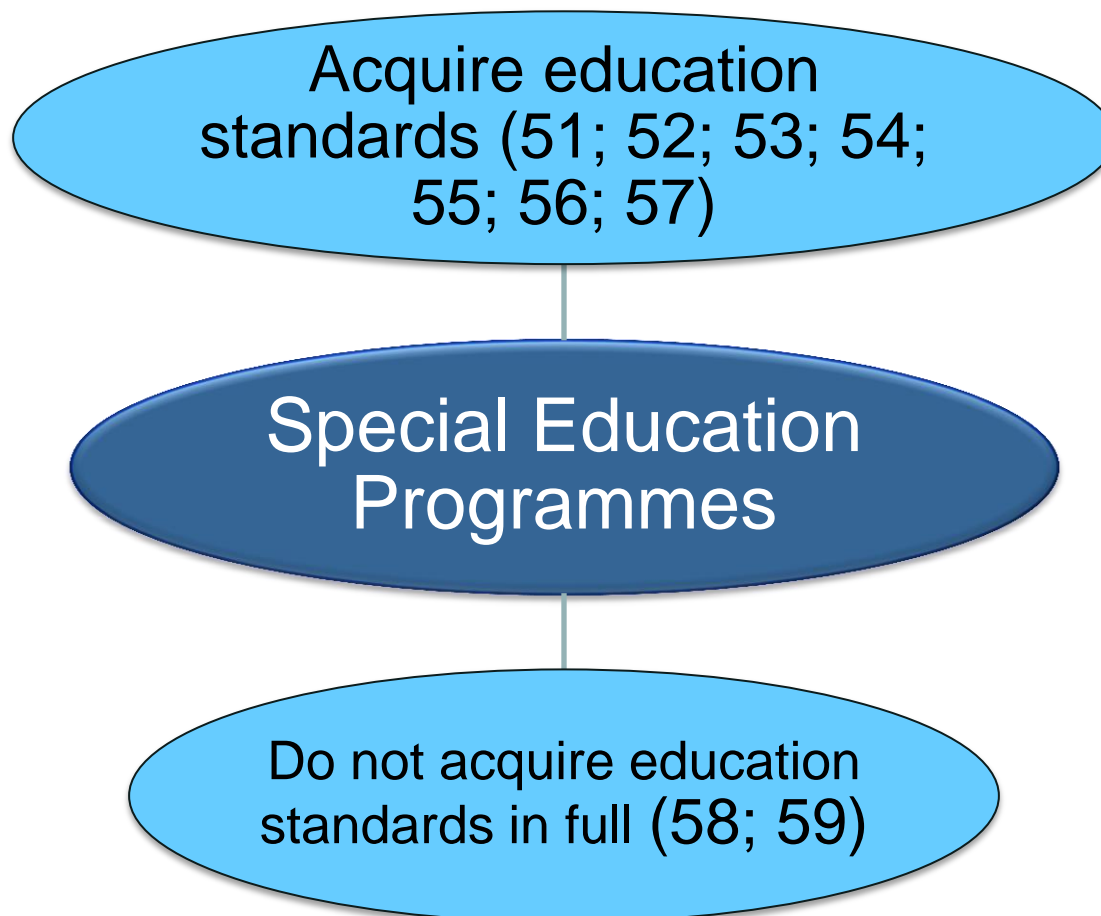 Acquire education
standards (51; 52; 53; 54;
55; 56; 57)
Special Education
Programmes
Do not acquire education
standards in full (58; 59)